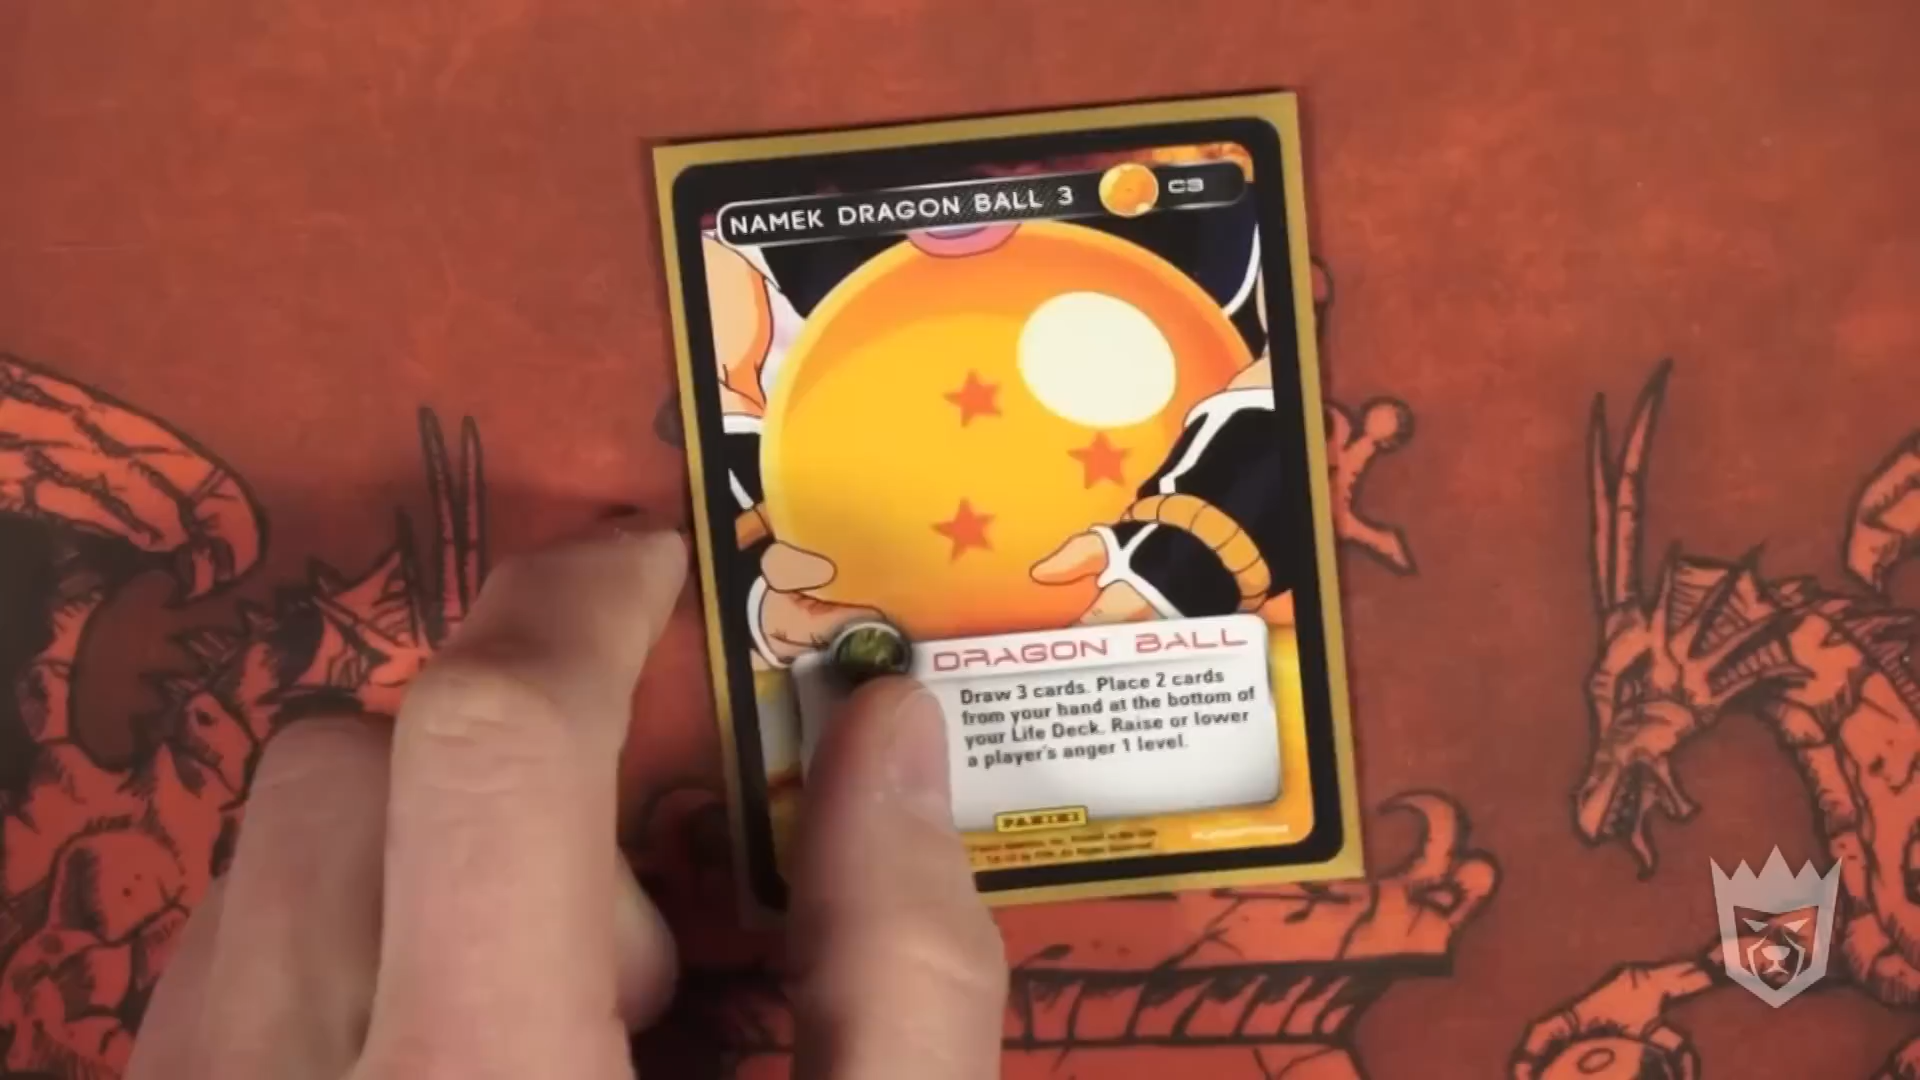 NAMEK DRAGON BALL 3
C3
DRAGON BALL
Draw 3 cards. Place 2 cards
from your hand at the bottom of
your Life Deck. Raise or lower
a player's anger 1 level.
PANINI